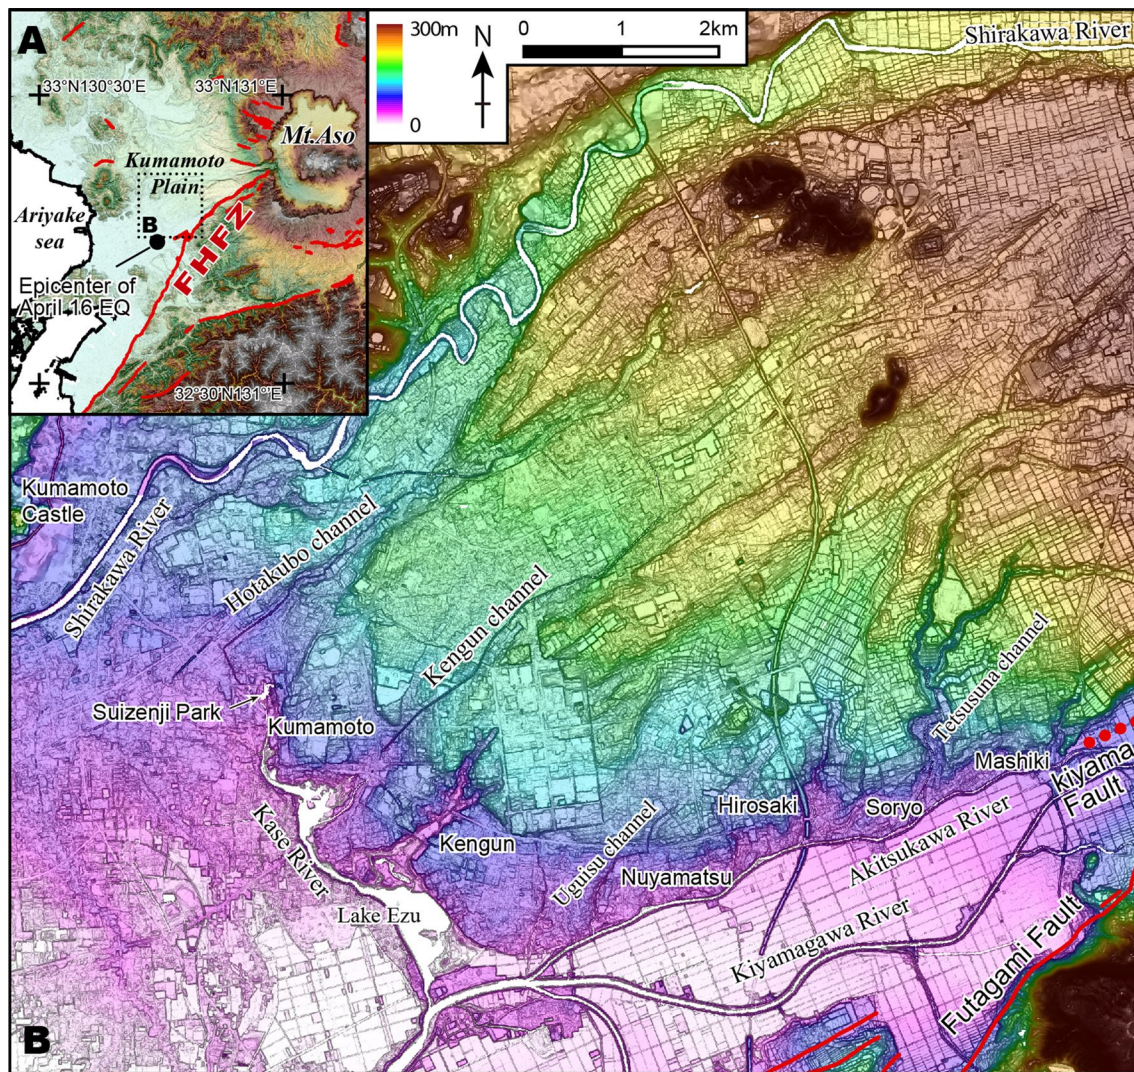 A
33°N130°30'E
33°N131°E
Mt.Aso
Kumamoto
Plain
Ariyake
sea
B
FHFZ
Epicenter of
April 16 EQ
32°30'N131°'E
300m
0
N
0
1
2km
Shirakawa River
Kumamoto
Castle
Shirakawa River
Hotakubo channel
Kengun channel
Tetsusuna channel
Suizenji Park
Kumamoto
Mashiki
kiyama
Fault
Hirosaki
Soryo
Kase River
Kengun
Uguisu channel
Nuyamatsu
Akitsukawa River
Lake Ezu
Kiyamagawa River
Futagami Fault
B